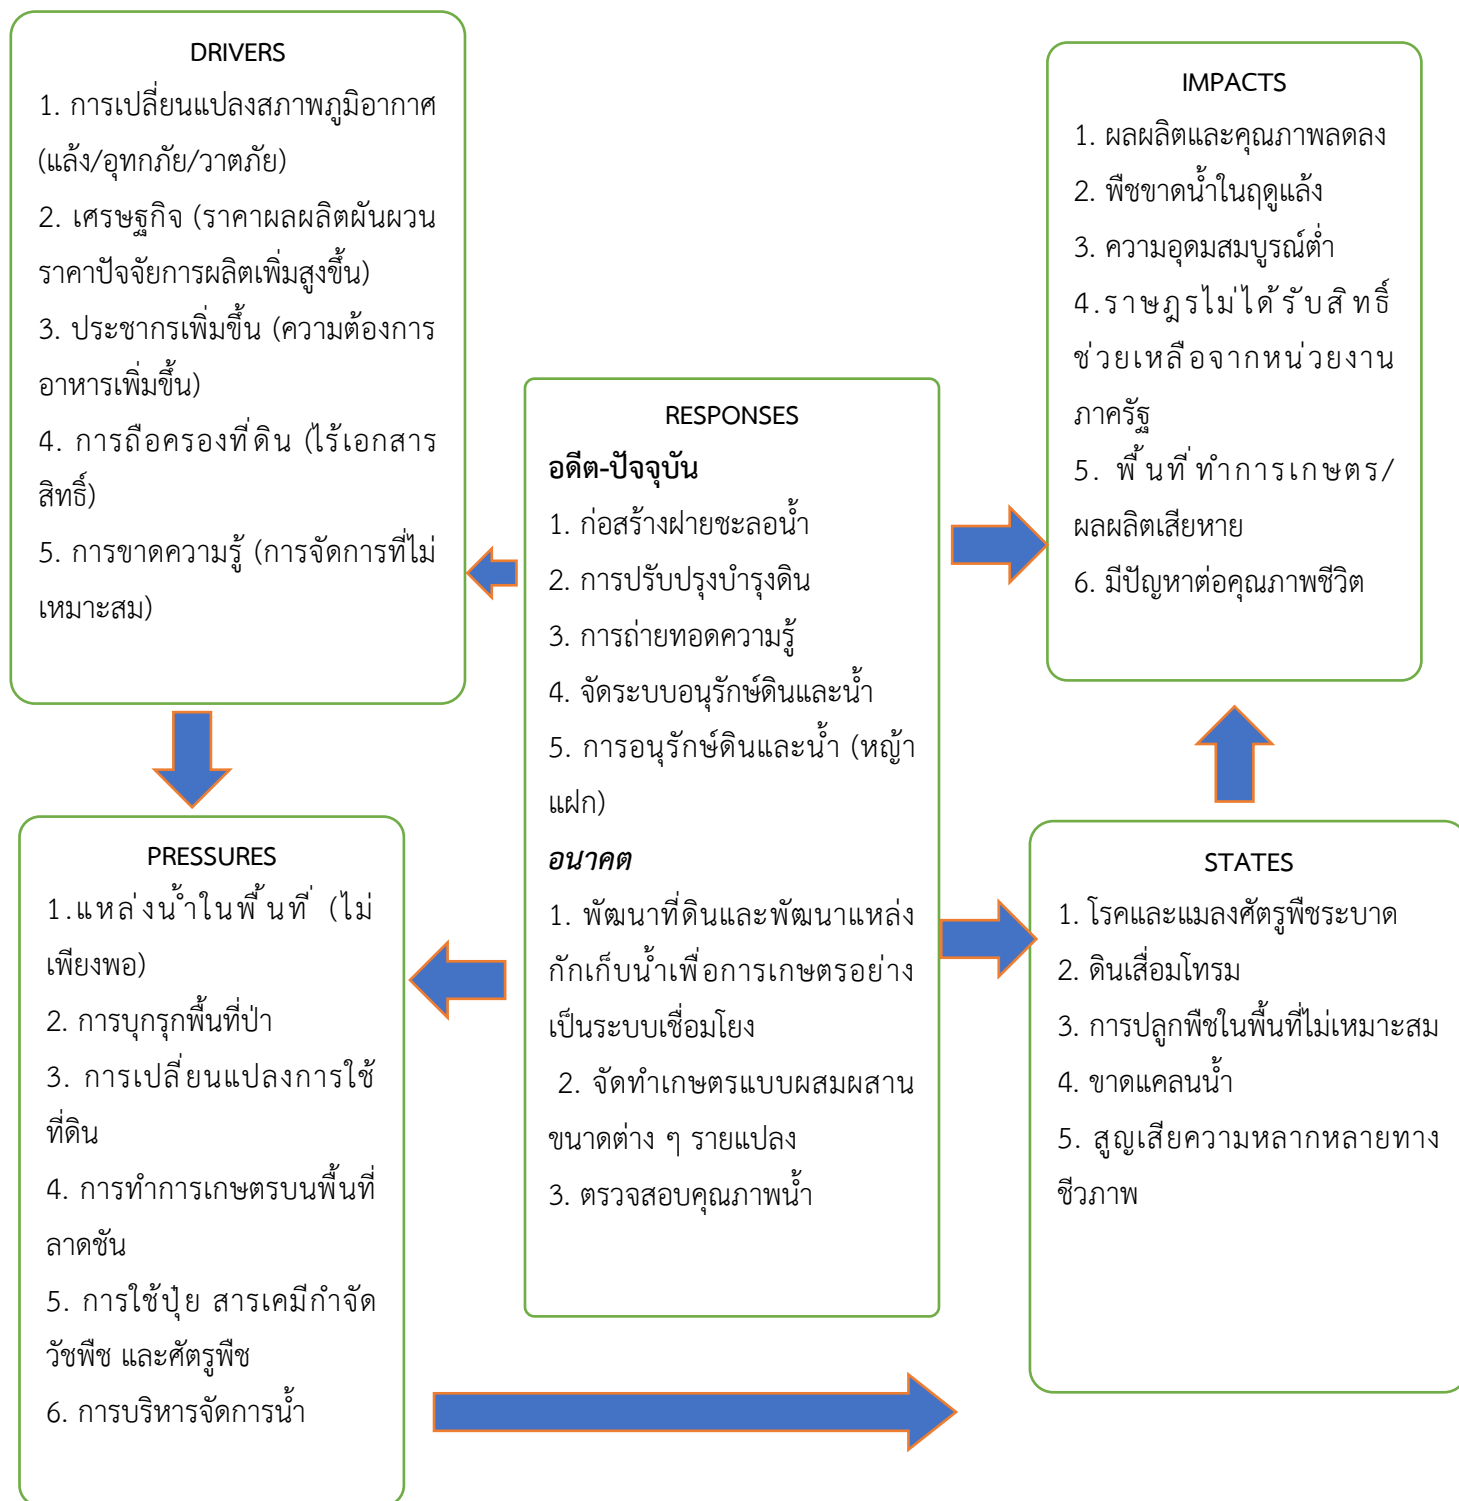 DRIVERS
1. การเปลี่ยนแปลงสภาพภูมิอากาศ
(แล้ง/อุทกภัย/วาตภัย)
2. เศรษฐกิจ (ราคาผลผลิตผันผวน
ราคาปัจจัยการผลิตเพิ่มสูงขึ้น)
3. ประชากรเพิ่มขึ้น (ความต้องการ
อาหารเพิ่มขึ้น)
4. การถือครองที่ดิน (ไร้เอกสาร
สิทธิ์)
5. การขาดความรู้ (การจัดการที่ไม่
เหมาะสม)
PRESSURES
1.แหล่งน้ำในพื้นที่ (ไม่
เพียงพอ)
2. การบุกรุกพื้นที่ป่า
3. การเปลี่ยนแปลงการใช้
ที่ดิน
4. การทำการเกษตรบนพื้นที่
ลาดชัน
5. การใช้ปุ๋ย สารเคมีกำจัด
วัชพืช และศัตรูพืช
6. การบริหารจัดการน้ำ
RESPONSES
อดีต-ปัจจุบัน
1. ก่อสร้างฝายชะลอน้ำ
2. การปรับปรุงบำรุงดิน
3. การถ่ายทอดความรู้
4. จัดระบบอนุรักษ์ดินและน้ำ
5. การอนุรักษ์ดินและน้ำ (หญ้า
แฝก)
อนาคต
1. พัฒนาที่ดินและพัฒนาแหล่ง
กักเก็บน้ำเพื่อการเกษตรอย่าง
เป็นระบบเชื่อมโยง
2. จัดทำเกษตรแบบผสมผสาน
ขนาดต่าง ๆ รายแปลง
3. ตรวจสอบคุณภาพน้ำ
IMPACTS
1. ผลผลิตและคุณภาพลดลง
2. พืชขาดน้ำในฤดูแล้ง
3. ความอุดมสมบูรณ์ต่ำ
4.ราษฎรไม่ได้รับสิทธิ์
ช่วยเหลือจากหน่วยงาน
ภาครัฐ
5. พื้นที่ทำการเกษตร/
ผลผลิตเสียหาย
6. มีปัญหาต่อคุณภาพชีวิต
STATES
1. โรคและแมลงศัตรูพืชระบาด
2. ดินเสื่อมโทรม
3. การปลูกพืชในพื้นที่ไม่เหมาะสม
4. ขาดแคลนน้ำ
5. สูญเสียความหลากหลายทาง
ชีวภาพ